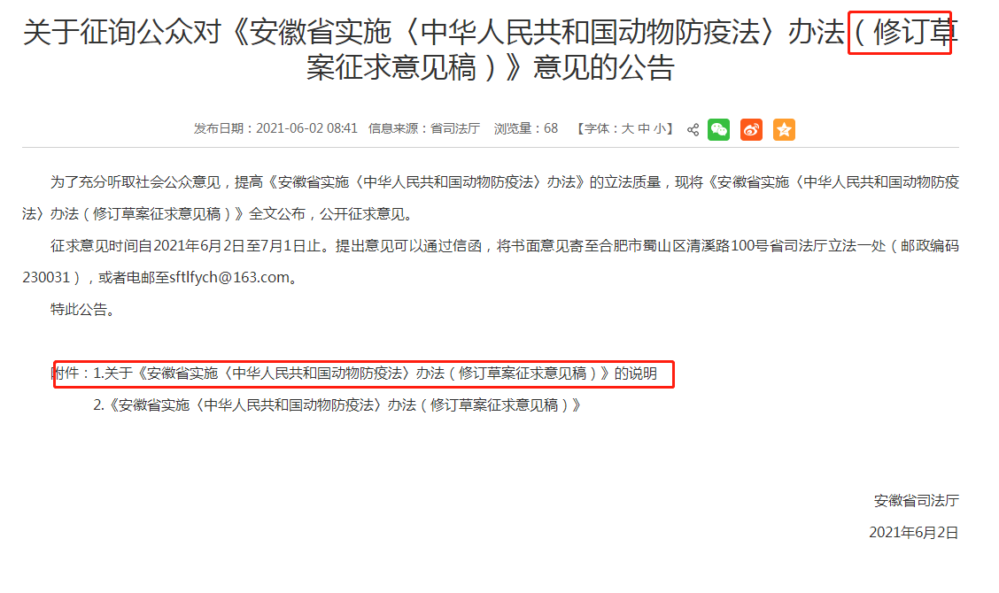 关于征询公众对《安徽省实施〈中华人民共和国动物防疫法〉办法（修订草
案征求意见稿）》意见的公告
发布日期：2021-06-02 08:41 信息来源：省司法厅 浏览量：68 【字体：大 中 小】
为了充分听取社会公众意见，提高《安徽省实施〈中华人民共和国动物防疫法〉办法》的立法质量，现将《安徽省实施〈中华人民共和国动物防疫
法〉办法（修订草案征求意见稿）》全文公布，公开征求意见。
征求意见时间自2021年6月2日至7月1日止。提出意见可以通过信函，将书面意见寄至合肥市蜀山区清溪路100号省司法厅立法一处（邮政编码
230031），或者电邮至sftlfych@163.com。
特此公告。
附件：1.关于《安徽省实施〈中华人民共和国动物防疫法〉办法（修订草案征求意见稿）》的说明
2.《安徽省实施〈中华人民共和国动物防疫法〉办法（修订草案征求意见稿）》
安徽省司法厅
2021年6月2日